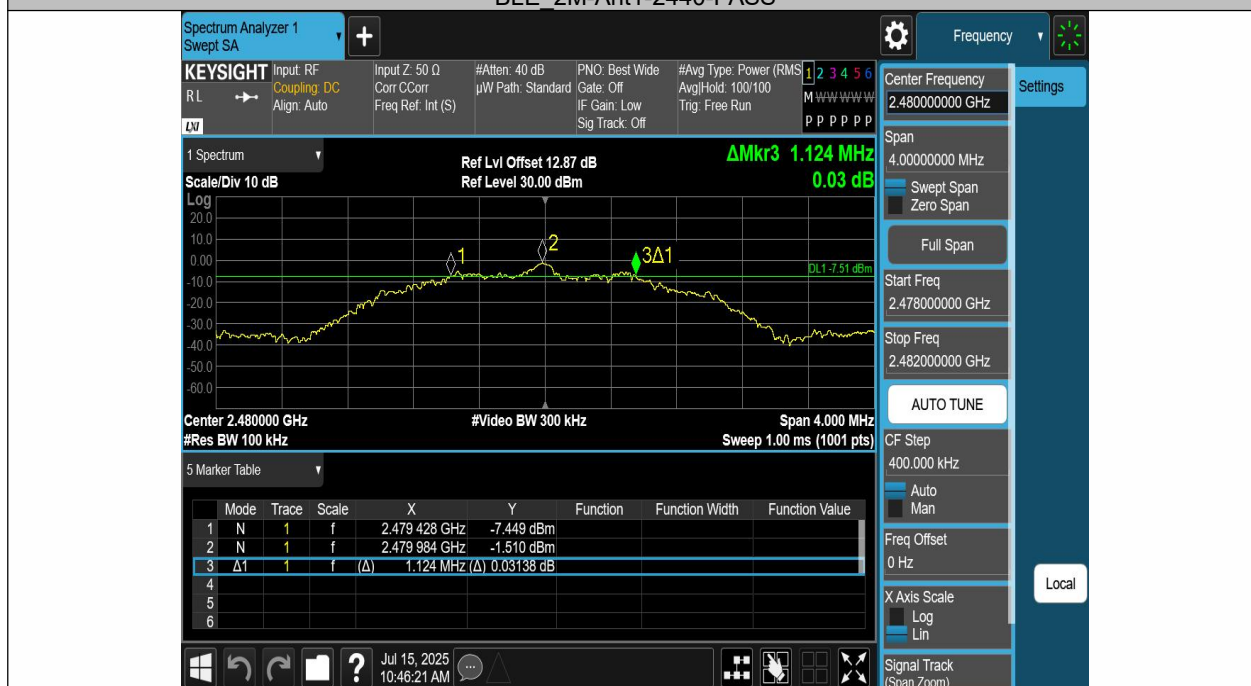 BLE_2M-Ant1-2440-PASS
Spectrum Analyzer 1
Swept SA
Frequency
KEYSIGHT
RL
LXI
Input: RF
Coupling: DC
Align: Auto
Input Z: 50 Ω
Corr CCorr
Freq Ref: Int (S)
#Atten: 40 dB
µW Path: Standard
PNO: Best Wide
Gate: Off
IF Gain: Low
Sig Track: Off
#Avg Type: Power (RMS
Avg|Hold: 100/100
Trig: Free Run
1 2 3 4 5 6
M W W W W W
P P P P P P
Center Frequency
2.480000000 GHz
Settings
Span
4.00000000 MHz
Swept Span
Zero Span
Full Span
Start Freq
2.478000000 GHz
Stop Freq
2.482000000 GHz
AUTO TUNE
CF Step
400.000 kHz
Auto
Man
Freq Offset
0 Hz
X Axis Scale
Log
Lin
Signal Track
(Span Zoom)
Local
1 Spectrum
Scale/Div 10 dB
Log
Ref Lvl Offset 12.87 dB
Ref Level 30.00 dBm
ΔMkr3 1.124 MHz
0.03 dB
20.0
10.0
0.00
-10.0
-20.0
-30.0
-40.0
-50.0
-60.0
1
2
3Δ1
DL1 -7.51 dBm
Center 2.480000 GHz
#Video BW 300 kHz
Span 4.000 MHz
#Res BW 100 kHz
Sweep 1.00 ms (1001 pts)
5 Marker Table
Mode Trace Scale X Y Function Function Width Function Value
1 N 1 f 2.479 428 GHz -7.449 dBm
2 N 1 f 2.479 984 GHz -1.510 dBm
3 Δ1 1 f (Δ) 1.124 MHz (Δ) 0.03138 dB
4
5
6
?
Jul 15, 2025
10:46:21 AM